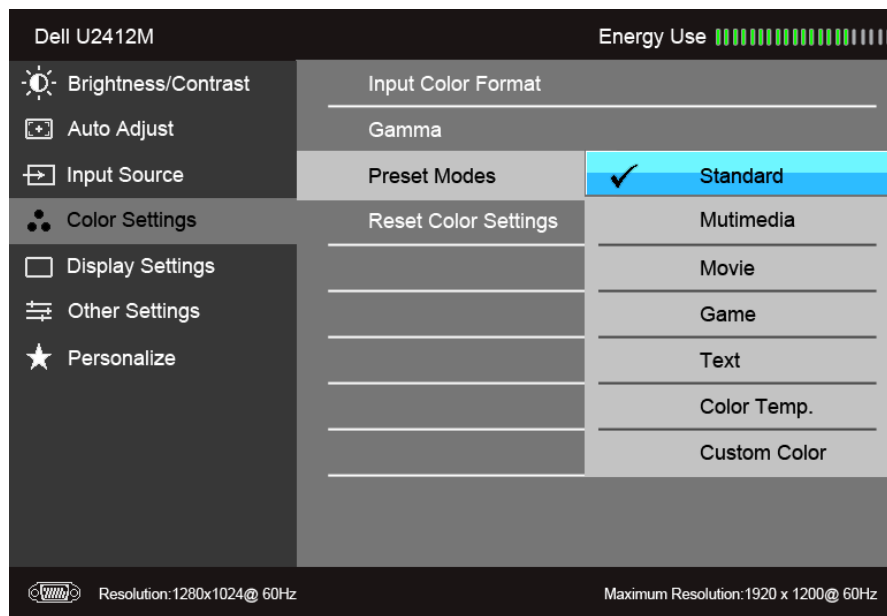 Dell U2412M
Energy Use
Brightness/Contrast
Auto Adjust
Input Source
Color Settings
Display Settings
Other Settings
Personalize
Input Color Format
Gamma
Preset Modes
Reset Color Settings
Standard
Mutimedia
Movie
Game
Text
Color Temp.
Custom Color
Resolution:1280x1024@ 60Hz
Maximum Resolution:1920 x 1200@ 60Hz